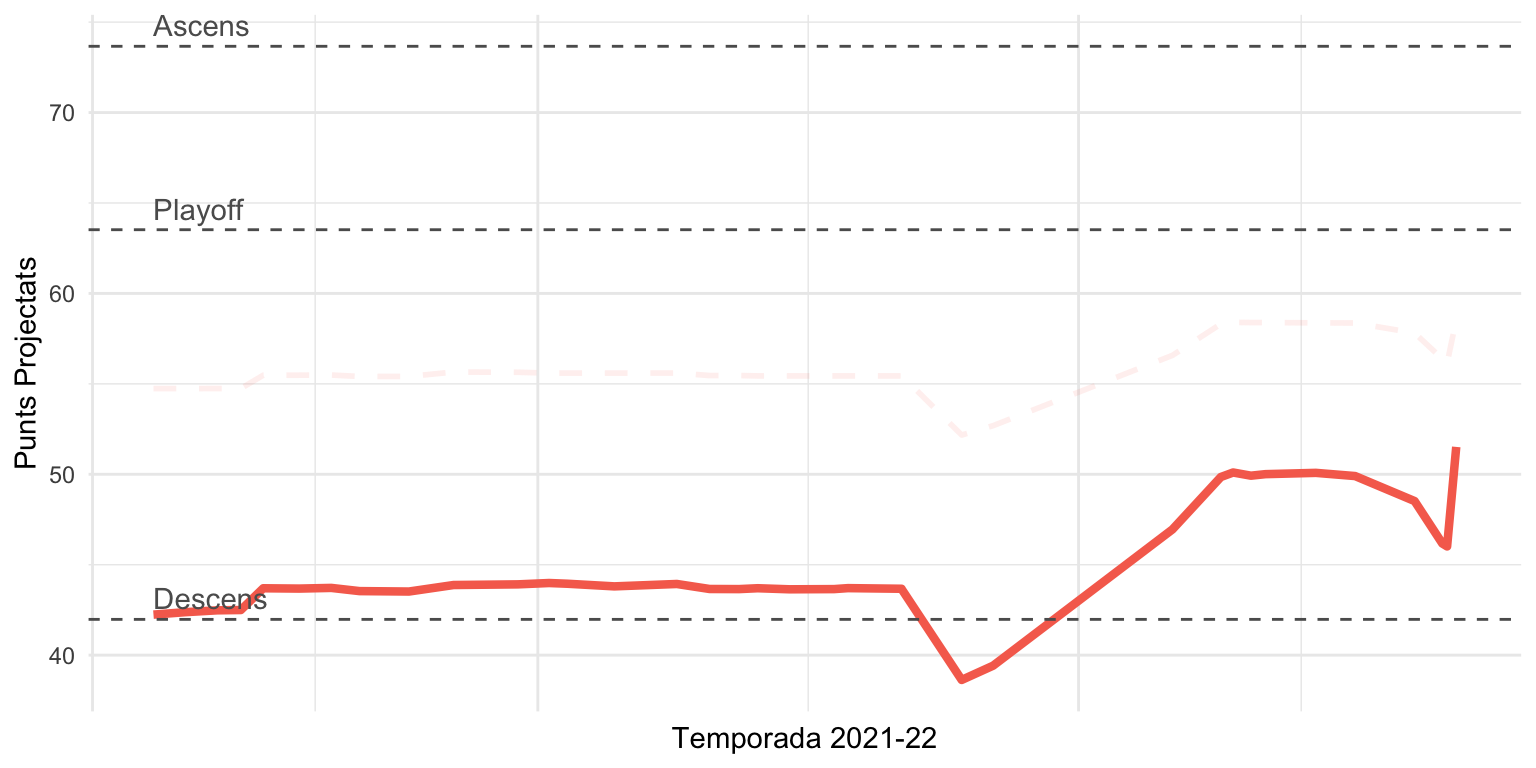 Ascens
70
Playoff
60
50
Descens
40
Punts Projectats
Temporada 2021-22